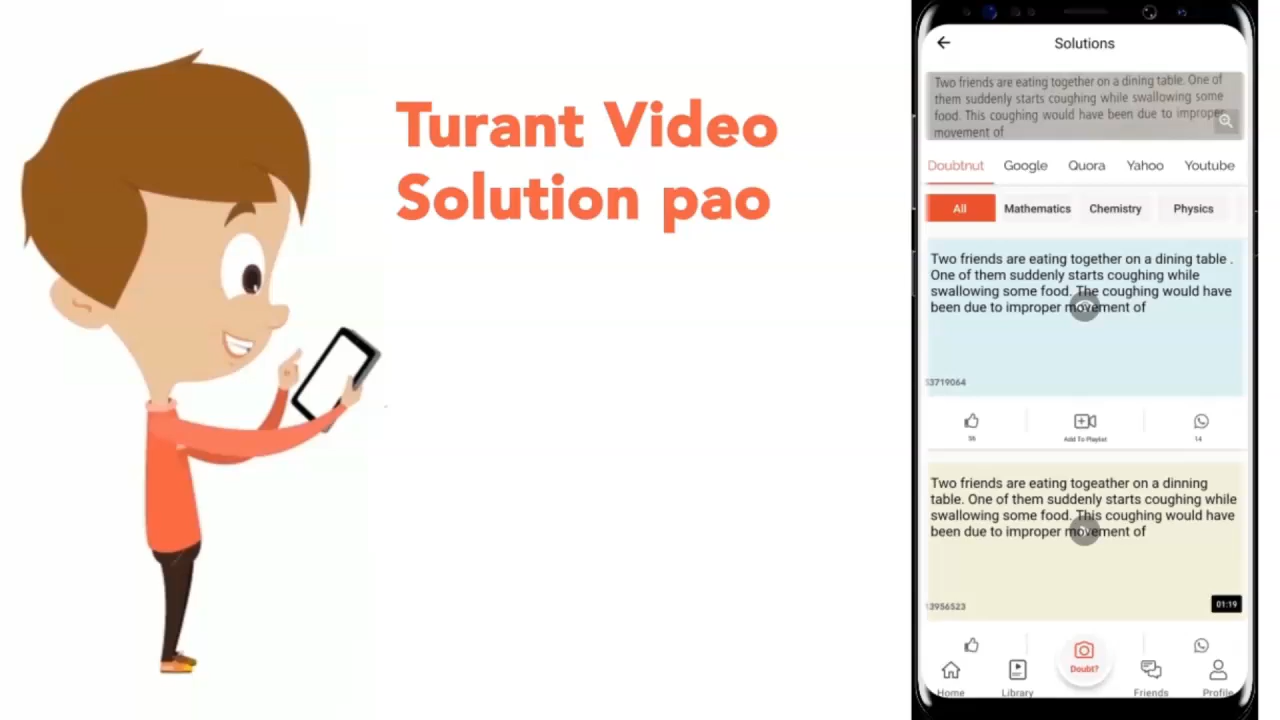 Turant Video
Solution pao
Solutions
Two friends are eating together on a dining table. One of
them suddenly starts coughing while swallowing some
food. This coughing would have been due to improper
movement of
Doubtnut Google Quora Yahoo Youtube
All Mathematics Chemistry Physics
Two friends are eating together on a dining table .
One of them suddenly starts coughing while
swallowing some food. The coughing would have
been due to improper movement of
53719064
56 Add To Playlist 14
Two friends are eating togeather on a dinning
table. One of them suddenly starts coughing while
swallowing some food. This coughing would have
been due to improper movement of
13956523
01:19
Doubt?
Home Library Friends Profile